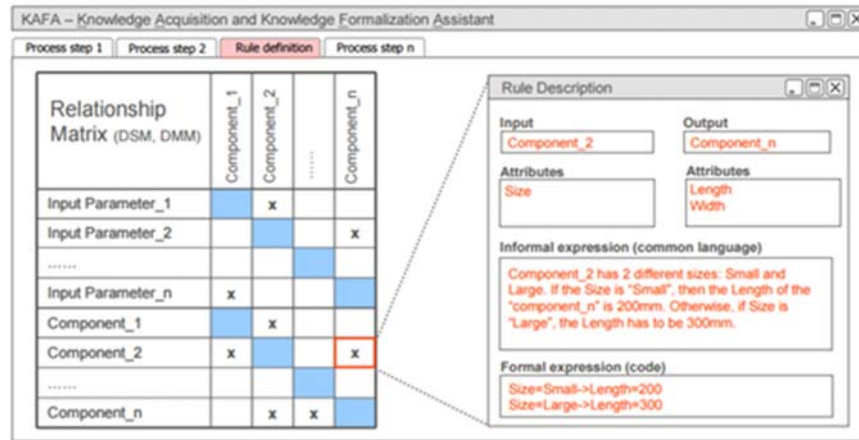 KAFA – Knowledge Acquisition and Knowledge Formalization Assistant
Process step 1 Process step 2 Rule definition Process step n
Relationship
Matrix (DSM, DMM)
Component_1
Component_2
......
Component_n
Input Parameter_1 x
Input Parameter_2 x
......
Input Parameter_n x
Component_1 x
Component_2 x x
......
Component_n x x
Rule Description
Input Output
Component_2 Component_n
Attributes Attributes
Size Length
Width
Informal expression (common language)
Component_2 has 2 different sizes: Small and
Large. If the Size is “Small”, then the Length of the
“component_n” is 200mm. Otherwise, if Size is
“Large”, the Length has to be 300mm.
Formal expression (code)
Size=Small->Length=200
Size=Large->Length=300